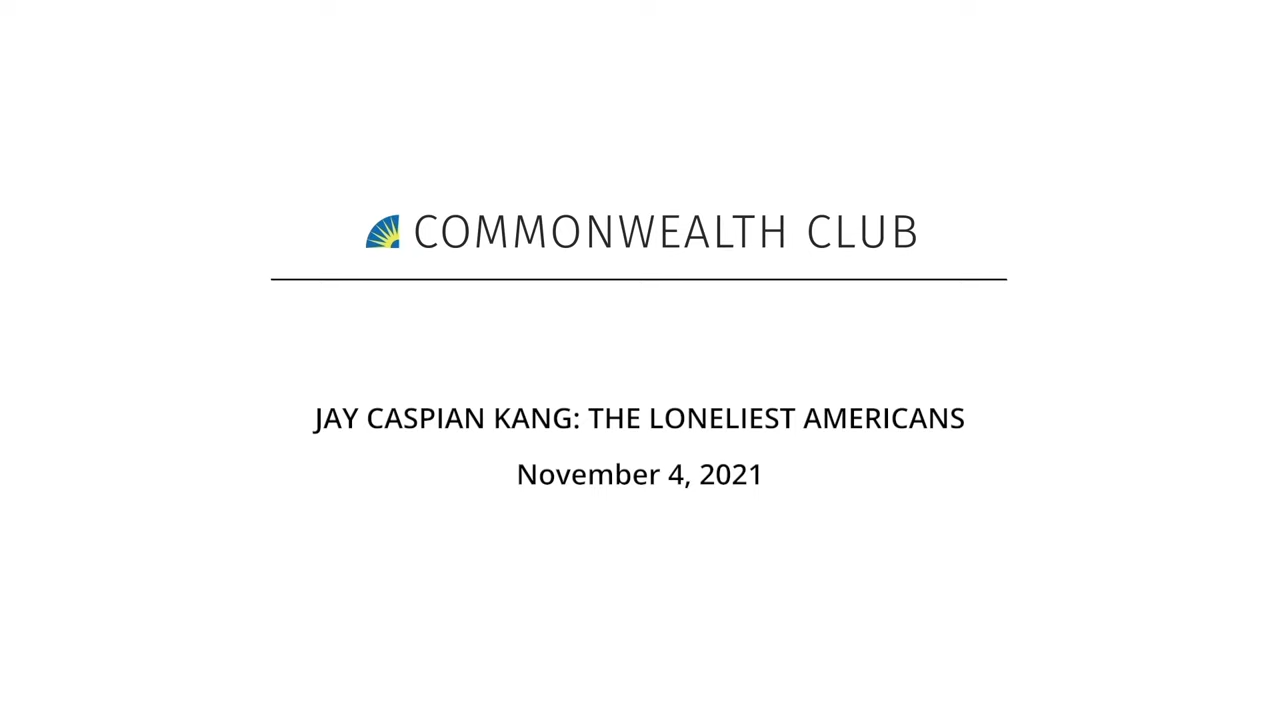 COMMONWEALTH CLUB
JAY CASPIAN KANG: THE LONELIEST AMERICANS
November 4, 2021